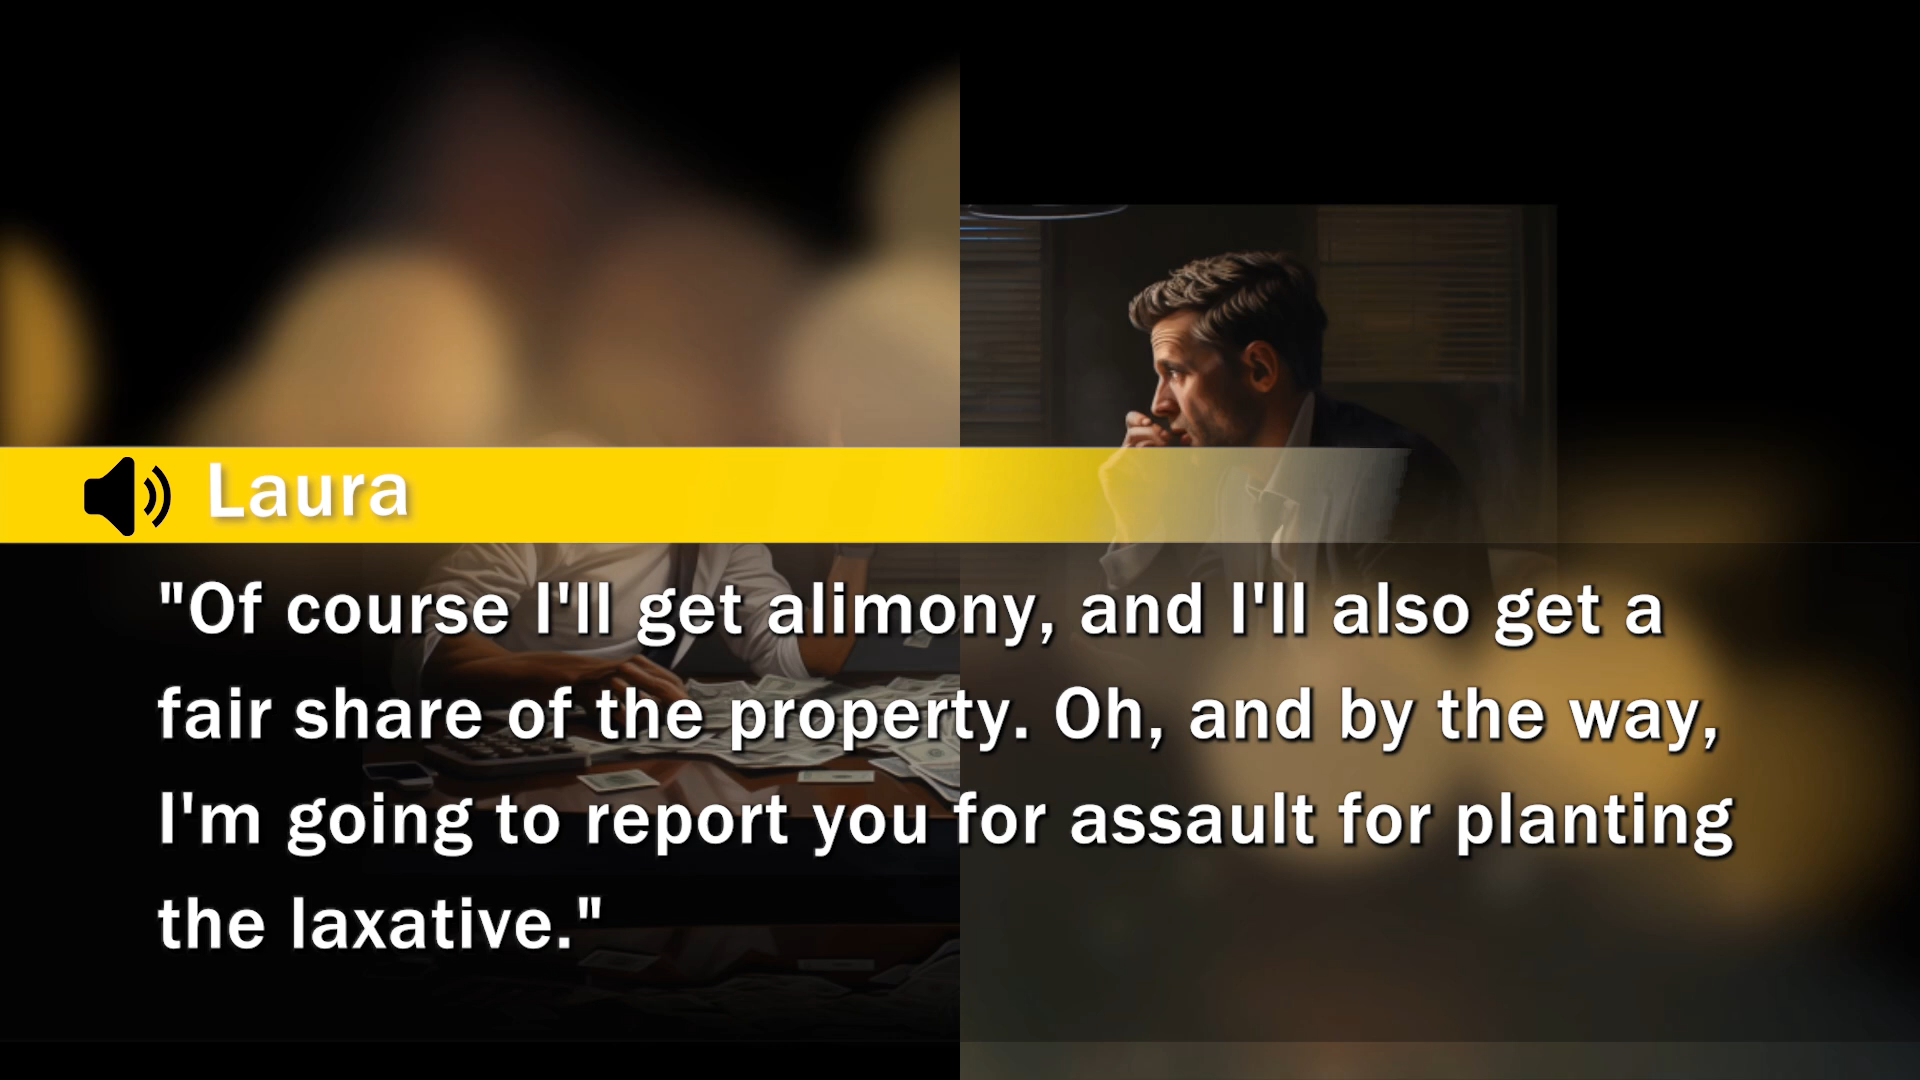 Laura
"Of course I'll get alimony, and I'll also get a
fair share of the property. Oh, and by the way,
I'm going to report you for assault for planting
the laxative."